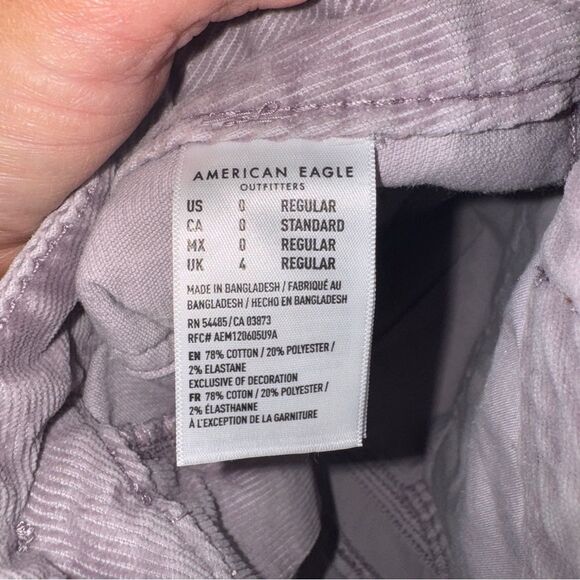 AMERICAN EAGLE
OUTFITTERS
US 0 REGULAR
CA 0 STANDARD
MX 0 REGULAR
UK 4 REGULAR
MADE IN BANGLADESH / FABRIQUÉ AU
BANGLADESH / HECHO EN BANGLADESH
RN 54485/CA 03873
RFC# AEM120605U9A
EN 78% COTTON / 20% POLYESTER /
2% ELASTANE
EXCLUSIVE OF DECORATION
FR 78% COTON / 20% POLYESTER /
2% ÉLASTHANNE
À L'EXCEPTION DE LA GARNITURE